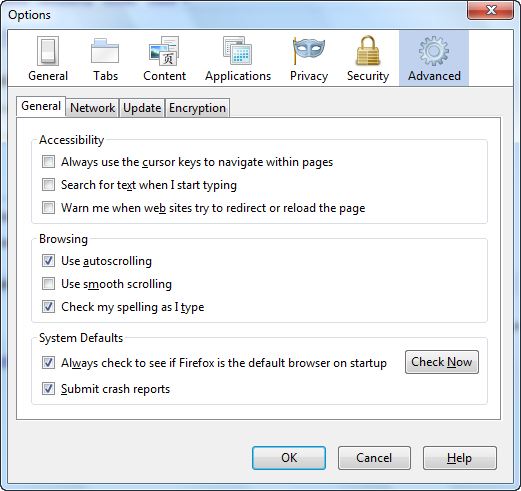 Options
General Tabs Content Applications Privacy Security Advanced
General Network Update Encryption
Accessibility
Always use the cursor keys to navigate within pages
Search for text when I start typing
Warn me when web sites try to redirect or reload the page
Browsing
Use autoscrolling
Use smooth scrolling
Check my spelling as I type
System Defaults
Always check to see if Firefox is the default browser on startup Check Now
Submit crash reports
OK Cancel Help